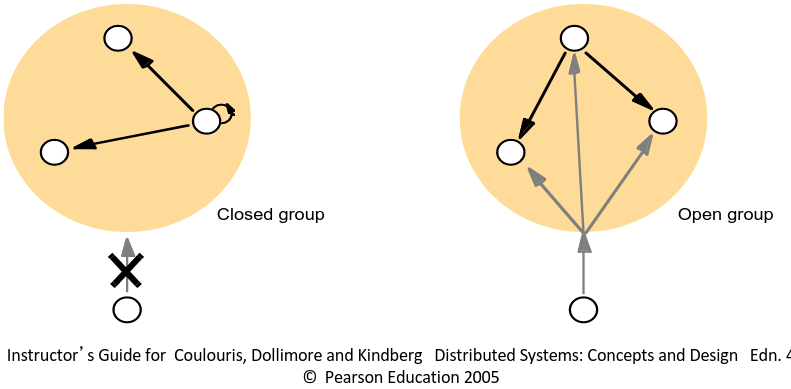 Closed group
Open group
Instructor’s Guide for Coulouris, Dollimore and Kindberg Distributed Systems: Concepts and Design Edn. 4
© Pearson Education 2005